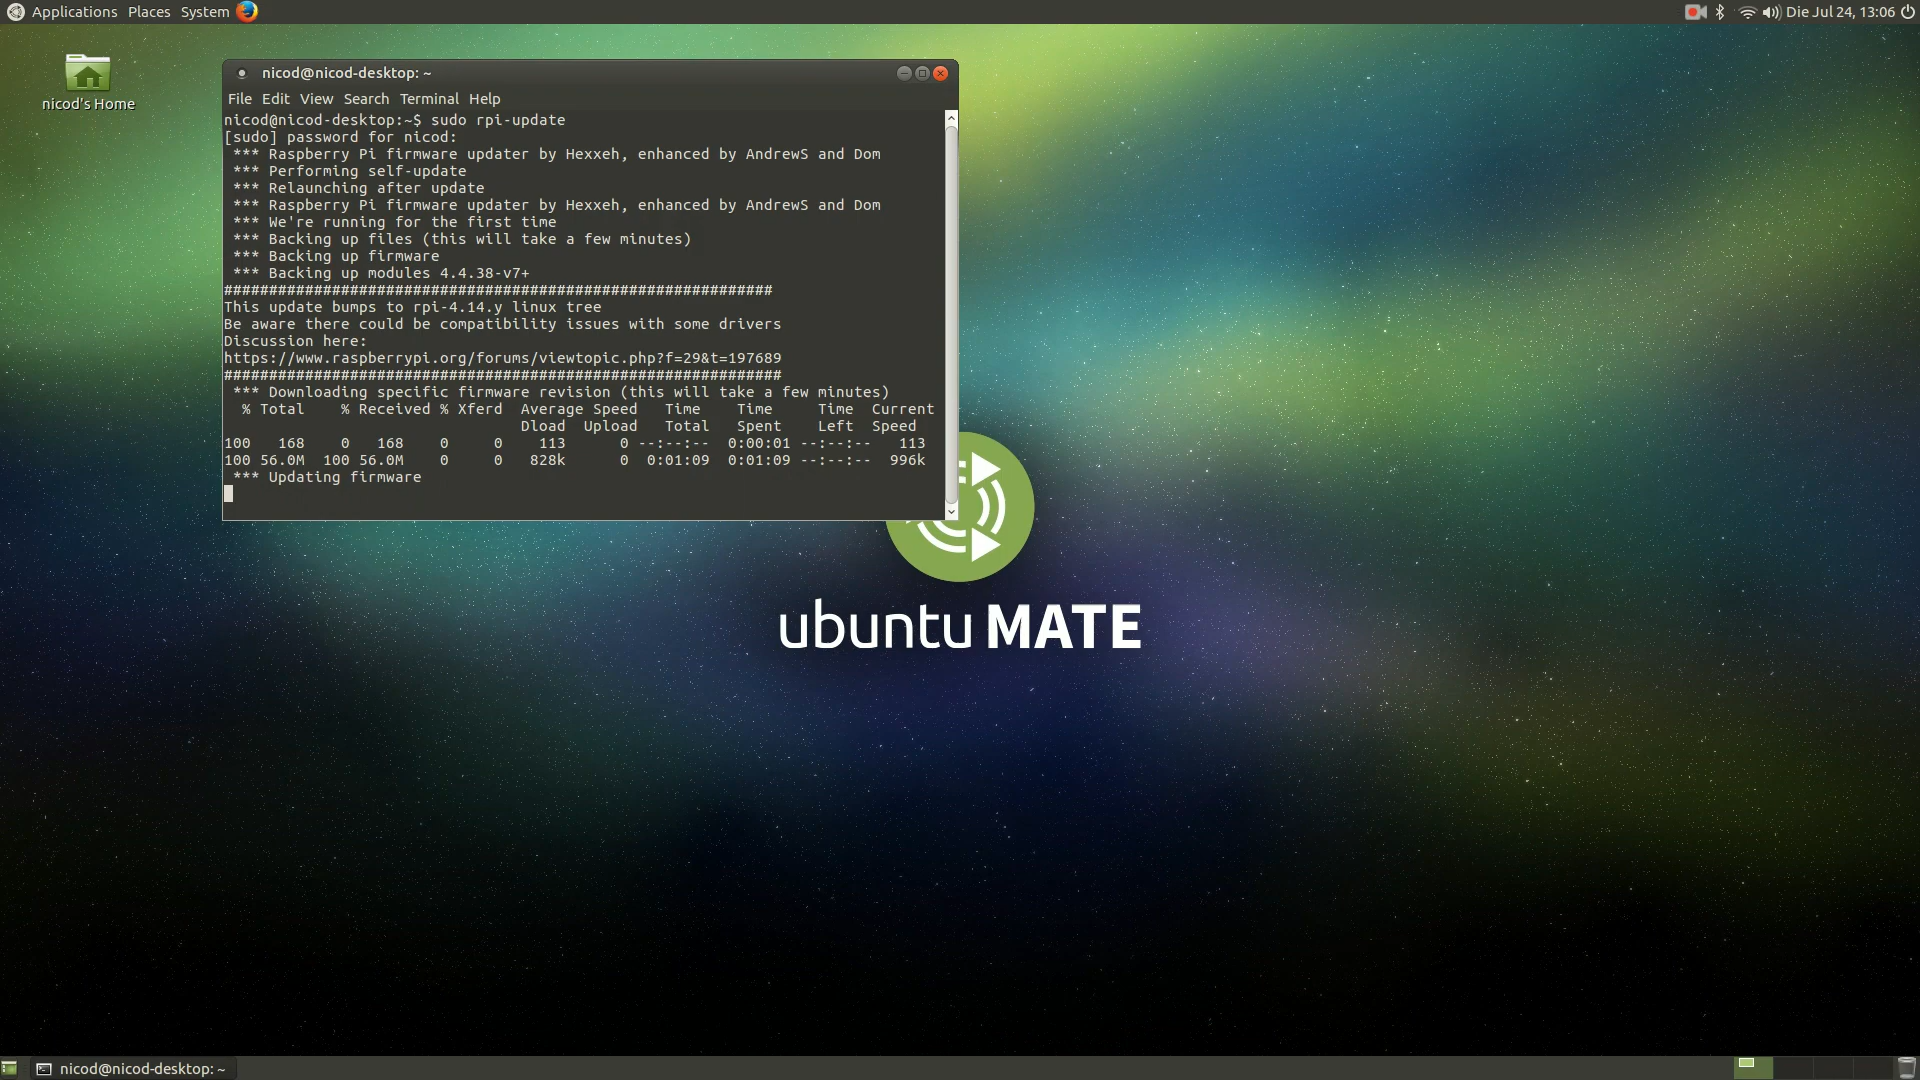 Applications Places System
Die Jul 24, 13:06
nicod's Home
nicod@nicod-desktop: ~
File Edit View Search Terminal Help
nicod@nicod-desktop:~$ sudo rpi-update
[sudo] password for nicod:
*** Raspberry Pi firmware updater by Hexxeh, enhanced by AndrewS and Dom
*** Performing self-update
*** Relaunching after update
*** Raspberry Pi firmware updater by Hexxeh, enhanced by AndrewS and Dom
*** We're running for the first time
*** Backing up files (this will take a few minutes)
*** Backing up firmware
*** Backing up modules 4.4.38-v7+
#############################################################
This update bumps to rpi-4.14.y linux tree
Be aware there could be compatibility issues with some drivers
Discussion here:
https://www.raspberrypi.org/forums/viewtopic.php?f=29&t=197689
##############################################################
*** Downloading specific firmware revision (this will take a few minutes)
% Total % Received % Xferd Average Speed Time Time Time Current
Dload Upload Total Spent Left Speed
100 168 0 168 0 0 113 0 --:--:-- 0:00:01 --:--:-- 113
100 56.0M 100 56.0M 0 0 828k 0 0:01:09 0:01:09 --:--:-- 996k
*** Updating firmware
ubuntu MATE
nicod@nicod-desktop: ~